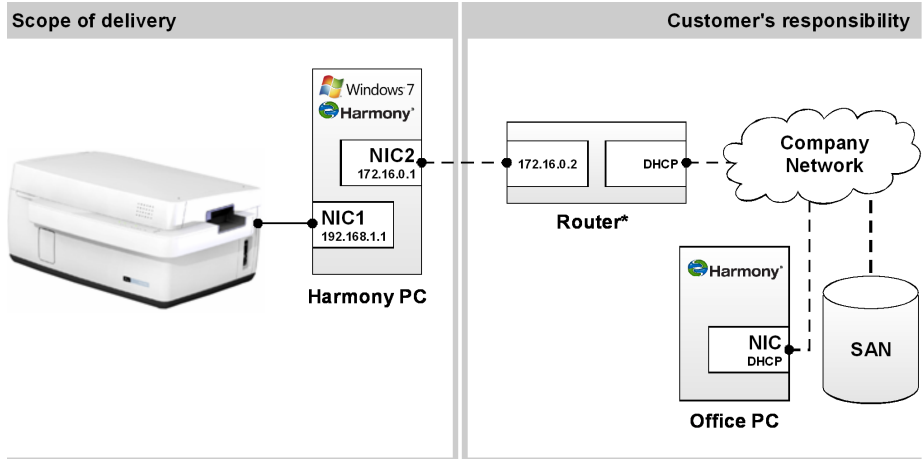 Scope of delivery
Customer's responsibility
Windows 7
Harmony®
NIC2
172.16.0.1
NIC1
192.168.1.1
Harmony PC
172.16.0.2
DHCP
Router*
Company
Network
Harmony®
NIC
DHCP
Office PC
SAN